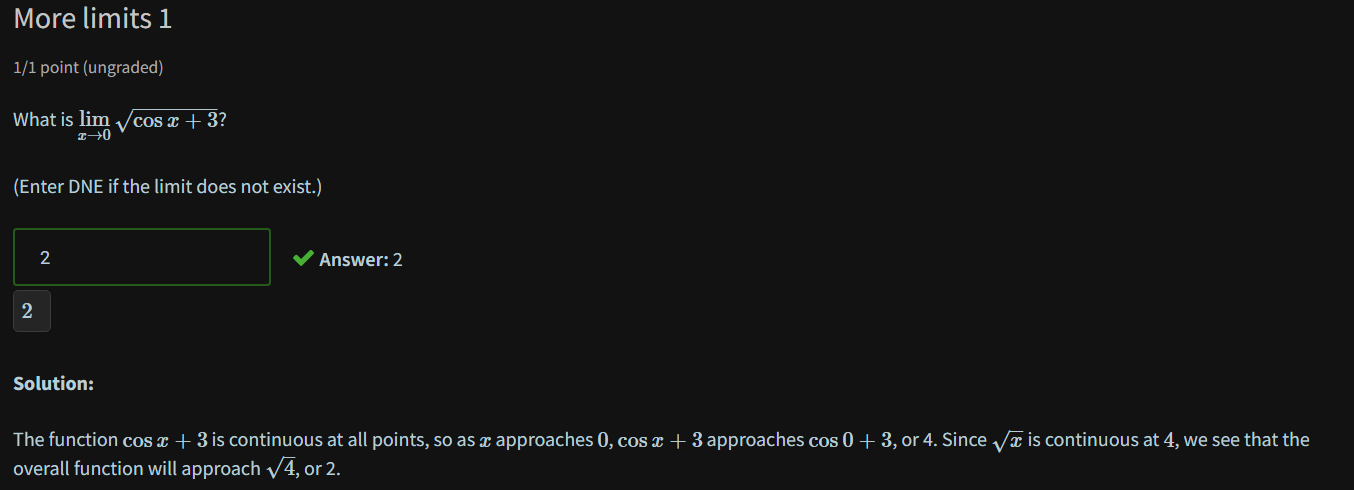 More limits 1
1/1 point (ungraded)
What is lim x→0 √(cos x + 3)?
(Enter DNE if the limit does not exist.)
2
✔ Answer: 2
2
Solution:
The function cos x + 3 is continuous at all points, so as x approaches 0, cos x + 3 approaches cos 0 + 3, or 4. Since √x is continuous at 4, we see that the
overall function will approach √4, or 2.